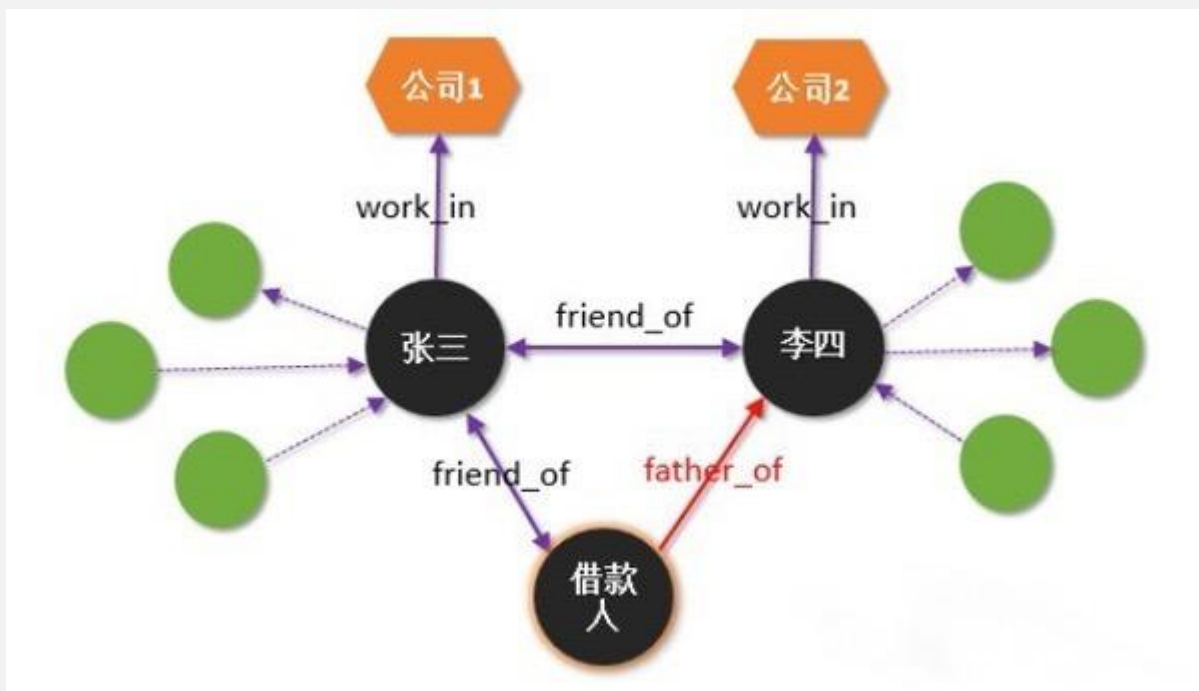 公司1
公司2
work_in
work_in
friend_of
张三
李四
friend_of
father_of
借款
人